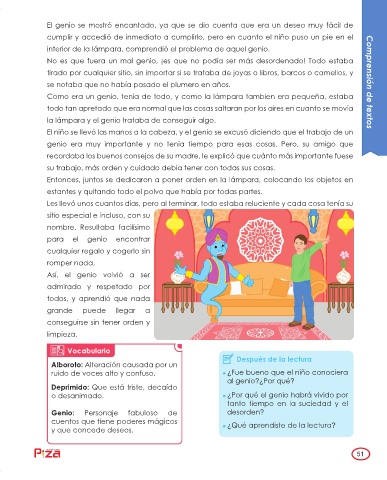 El genio se mostró encantado, ya que se dio cuenta que era un deseo muy fácil de
cumplir y accedió de inmediato a cumplirlo, pero en cuanto el niño puso un pie en el
interior de la lámpara, comprendió el problema de aquel genio.
No es que fuera un mal genio, ¡es que no podía ser más desordenado! Todo estaba
tirado por cualquier sitio, sin importar si se trataba de joyas o libros, barcos o camellos, y
se notaba que no había pasado el plumero en años.
Como era un genio, tenía de todo, y como la lámpara tambien era pequeña, estaba
todo tan apretado que era normal que las cosas saltaran por los aires en cuanto se movía
la lámpara y el genio trataba de conseguir algo.
El niño se llevó las manos a la cabeza, y el genio se excusó diciendo que el trabajo de un
genio era muy importante y no tenía tiempo para esas cosas. Pero, su amigo que
recordaba los buenos consejos de su madre, le explicó que cuánto más importante fuese
su trabajo, más orden y cuidado debía tener con todas sus cosas.
Entonces, juntos se dedicaron a poner orden en la lámpara, colocando los objetos en
estantes y quitando todo el polvo que había por todas partes.
Les llevó unos cuantos días, pero al terminar, todo estaba reluciente y cada cosa tenía su
sitio especial e incluso, con su
nombre. Resultaba facilísimo
para el genio encontrar
cualquier regalo y cogerlo sin
romper nada.
Así, el genio volvió a ser
admirado y respetado por
todos, y aprendió que nada
grande puede llegar a
conseguirse sin tener orden y
limpieza.
Comprensión de textos
Vocabulario
Alboroto: Alteración causada por un
ruido de voces alto y confuso.
Deprimido: Que está triste, decaído
o desanimado.
Genio: Personaje fabuloso de
cuentos que tiene poderes mágicos
y que concede deseos.
Después de la lectura
• ¿Fue bueno que el niño conociera
al genio?¿Por qué?
• ¿Por qué el genio habrá vivido por
tanto tiempo en la suciedad y el
desorden?
• ¿Qué aprendiste de la lectura?
51